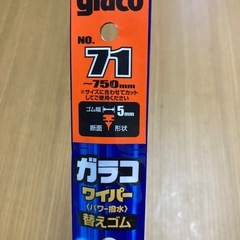 glaco
NO.
71
～750mm
※サイズに合わせてカット
してご使用ください
ゴム幅 5mm
断面 形状
ガラコ
ワイパー
〈パワー撥水〉
替えゴム